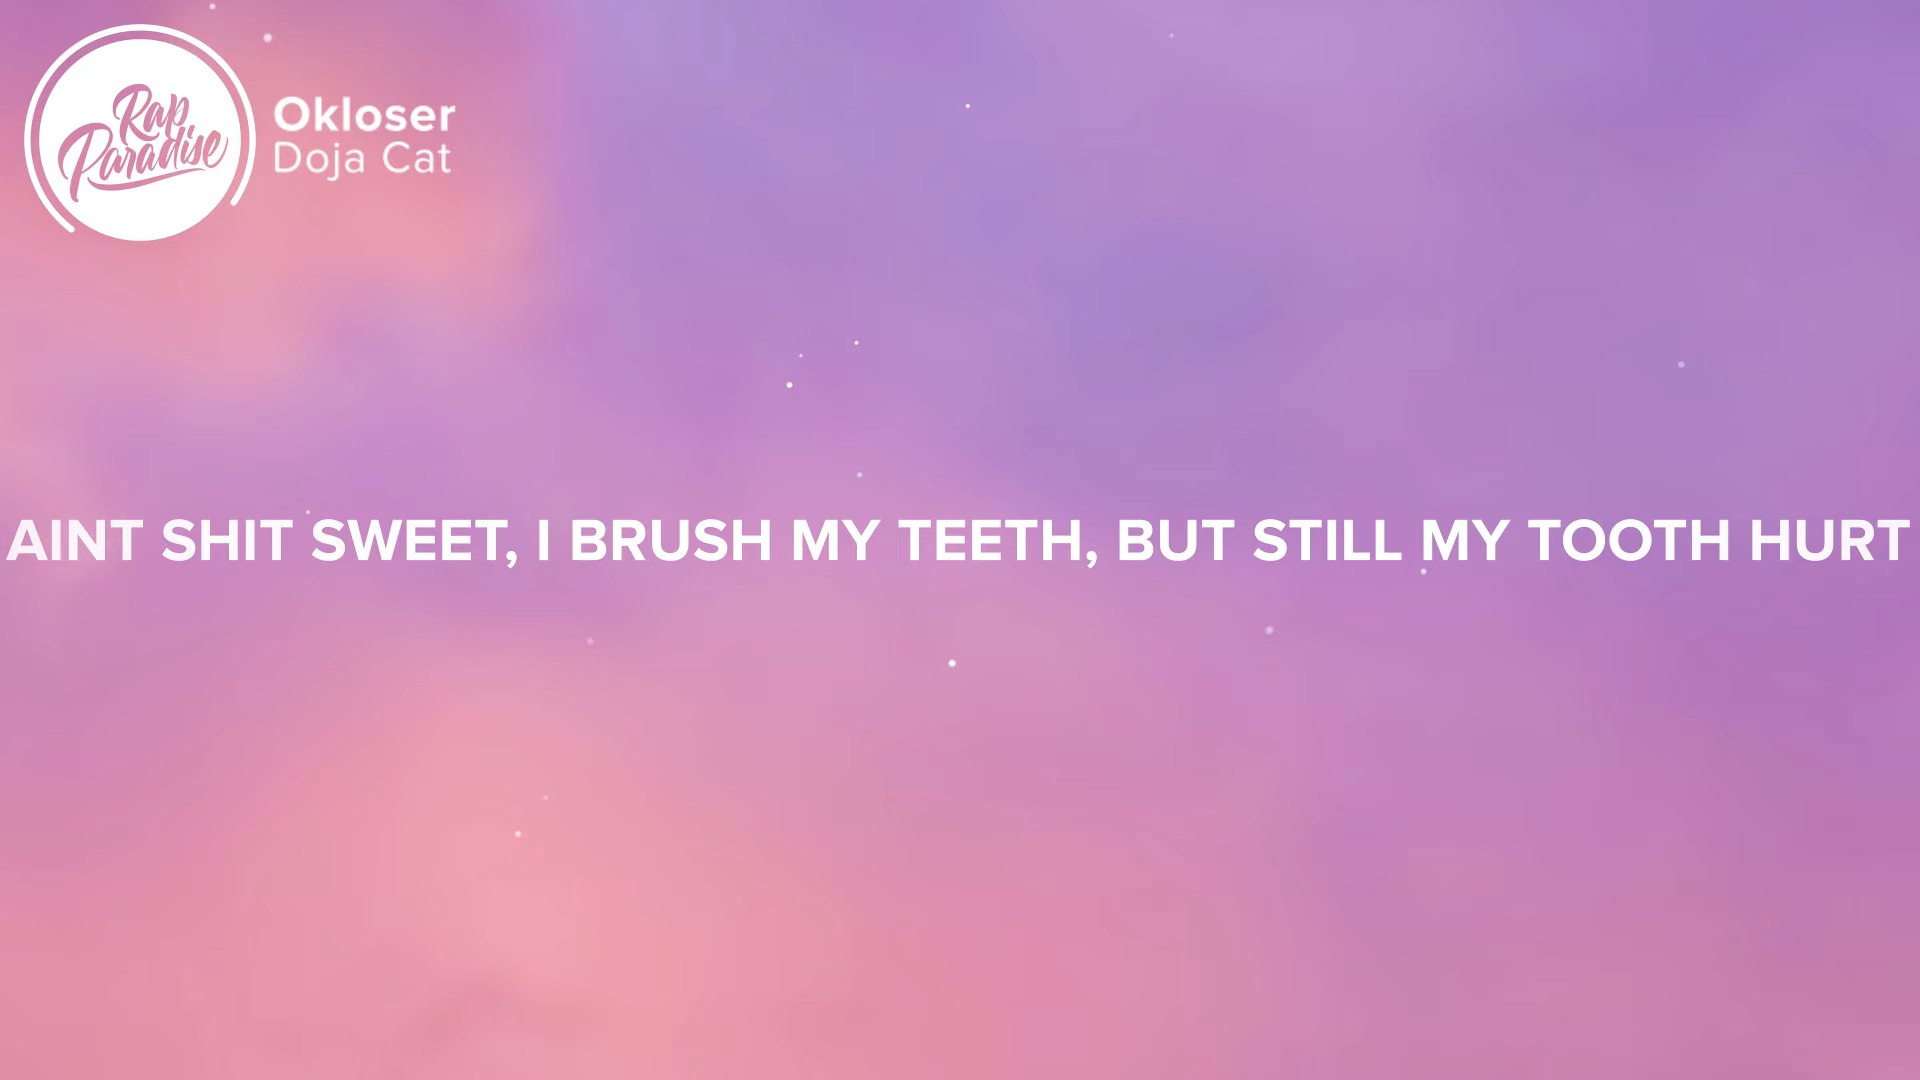 Rap
Paradise
Okloser
Doja Cat
AINT SHIT SWEET, I BRUSH MY TEETH, BUT STILL MY TOOTH HURT